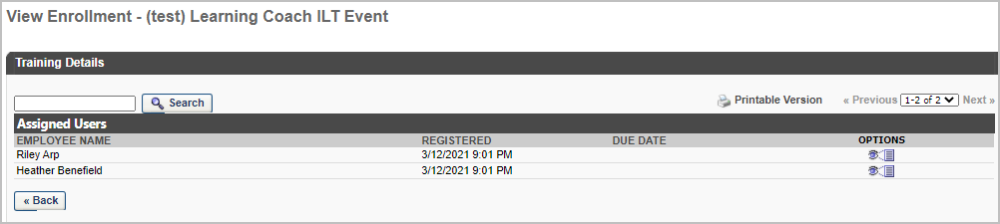 View Enrollment - (test) Learning Coach ILT Event
Training Details
Search
Printable Version « Previous 1-2 of 2 Next »
Assigned Users
EMPLOYEE NAME REGISTERED DUE DATE OPTIONS
Riley Arp 3/12/2021 9:01 PM
Heather Benefield 3/12/2021 9:01 PM
« Back